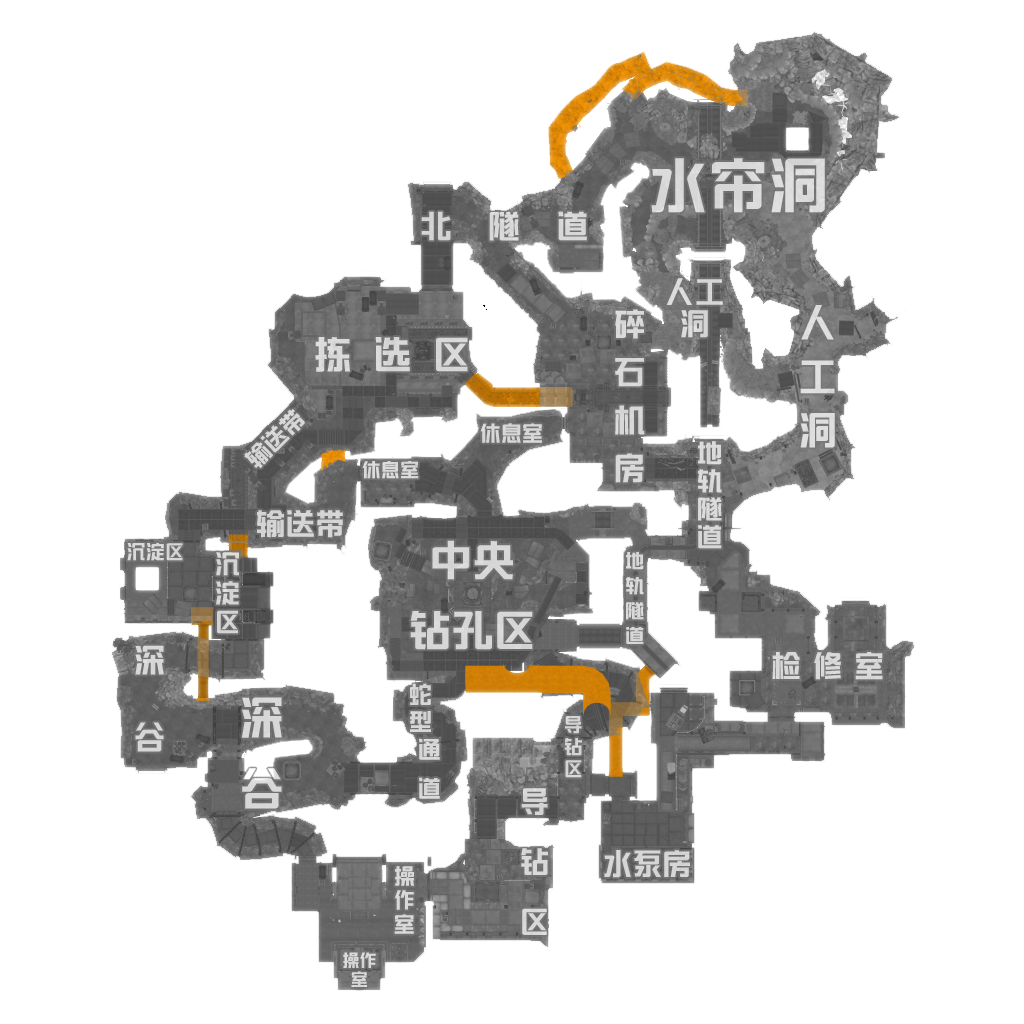 水帘洞
北隧道
人工
洞
人工洞
碎石机房
拣选区
输送带
休息室
休息室
地轨隧道
输送带
沉淀区
沉淀区
中央
钻孔区
地轨隧道
深谷
检修室
深谷
蛇型通道
导钻区
导钻区
水泵房
操作室
操作
室